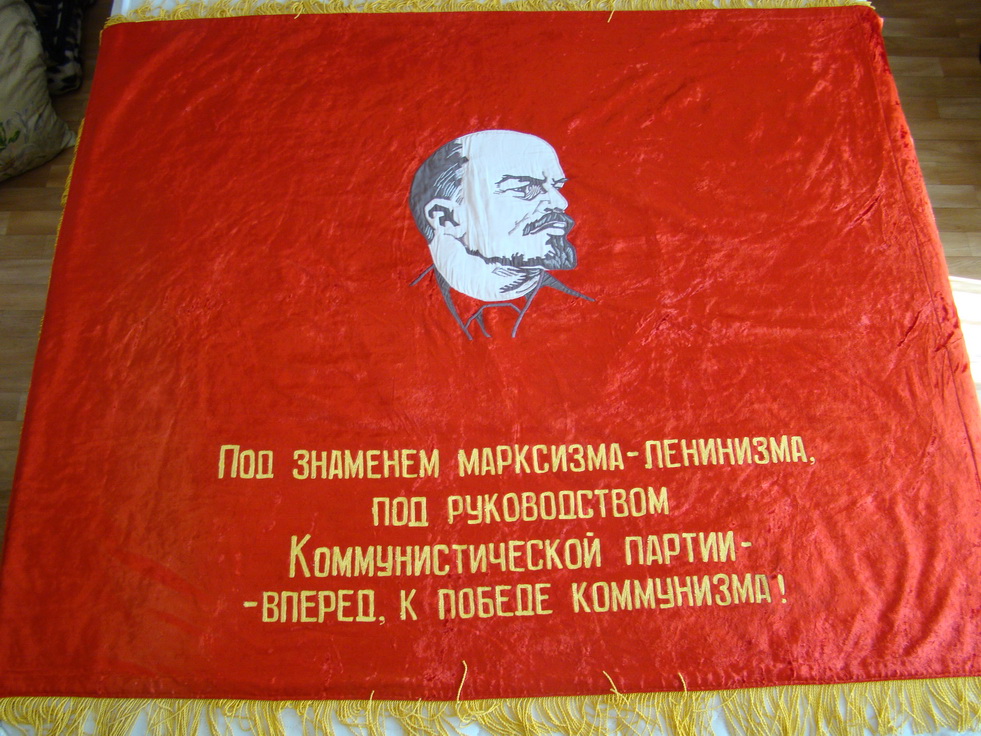 Под знаменем марксизма-ленинизма,
под руководством
Коммунистической партии-
-вперед, к победе коммунизма!